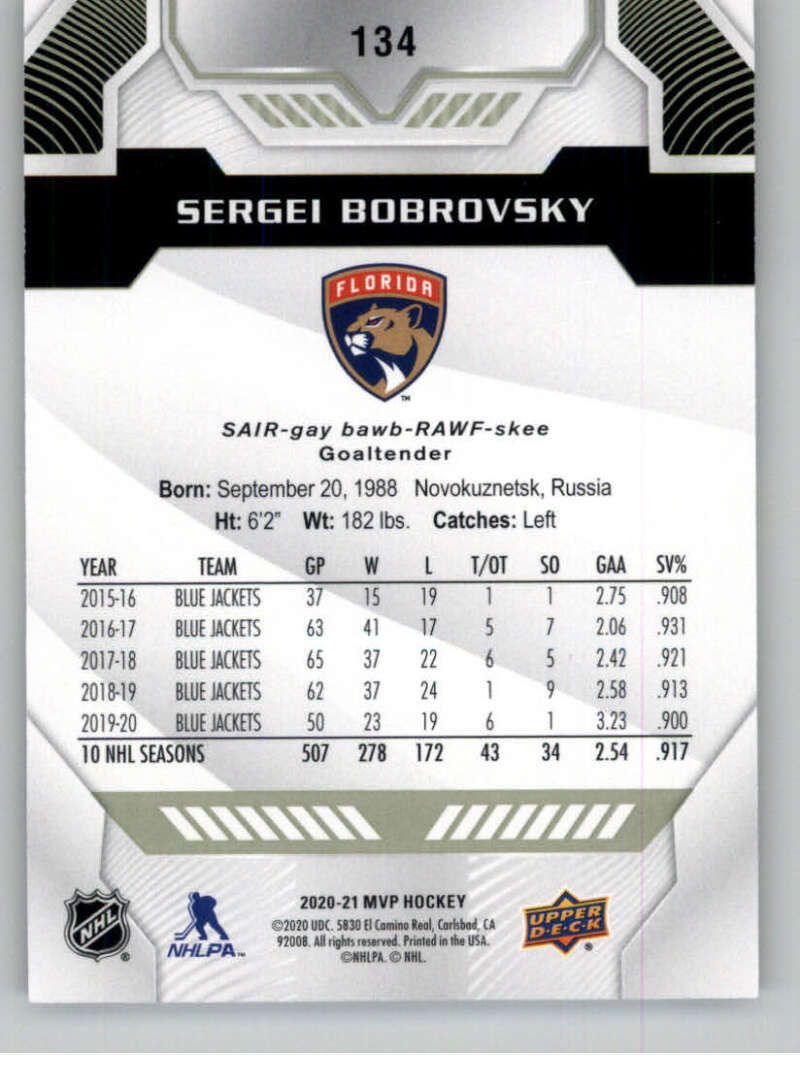 134
SERGEI BOBROVSKY
FLORIDA
TM
SAIR-gay bawb-RAWF-skee
Goaltender
Born: September 20, 1988 Novokuznetsk, Russia
Ht: 6'2" Wt: 182 lbs. Catches: Left
YEAR TEAM GP W L T/OT SO GAA SV%
2015-16 BLUE JACKETS 37 15 19 1 1 2.75 .908
2016-17 BLUE JACKETS 63 41 17 5 7 2.06 .931
2017-18 BLUE JACKETS 65 37 22 6 5 2.42 .921
2018-19 BLUE JACKETS 62 37 24 1 9 2.58 .913
2019-20 BLUE JACKETS 50 23 19 6 1 3.23 .900
10 NHL SEASONS 507 278 172 43 34 2.54 .917
NHL ®
NHLPA™
2020-21 MVP HOCKEY
©2020 UDC. 5830 El Camino Real, Carlsbad, CA
92008. All rights reserved. Printed in the USA.
©NHLPA. © NHL.
UPPER
D·E·C·K ®